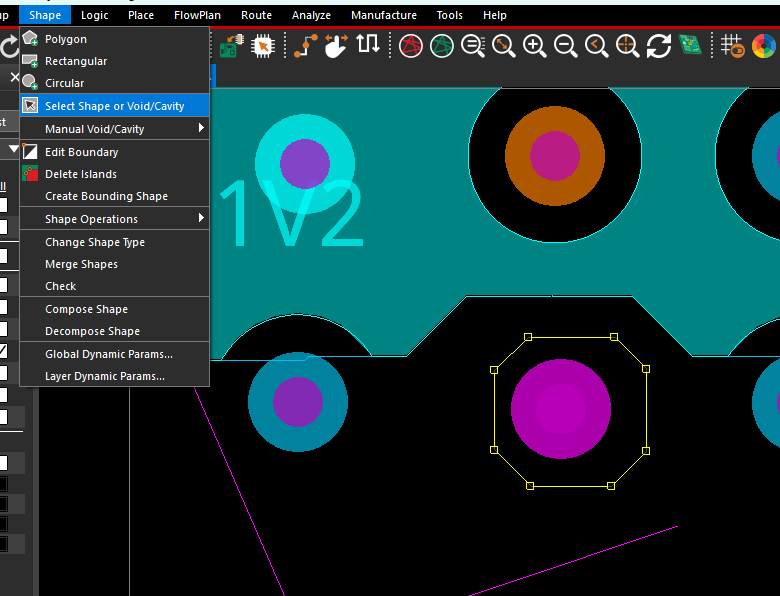 Shape Logic Place FlowPlan Route Analyze Manufacture Tools Help
Polygon
Rectangular
Circular
Select Shape or Void/Cavity
Manual Void/Cavity
Edit Boundary
Delete Islands
Create Bounding Shape
Shape Operations
Change Shape Type
Merge Shapes
Check
Compose Shape
Decompose Shape
Global Dynamic Params...
Layer Dynamic Params...
1V2